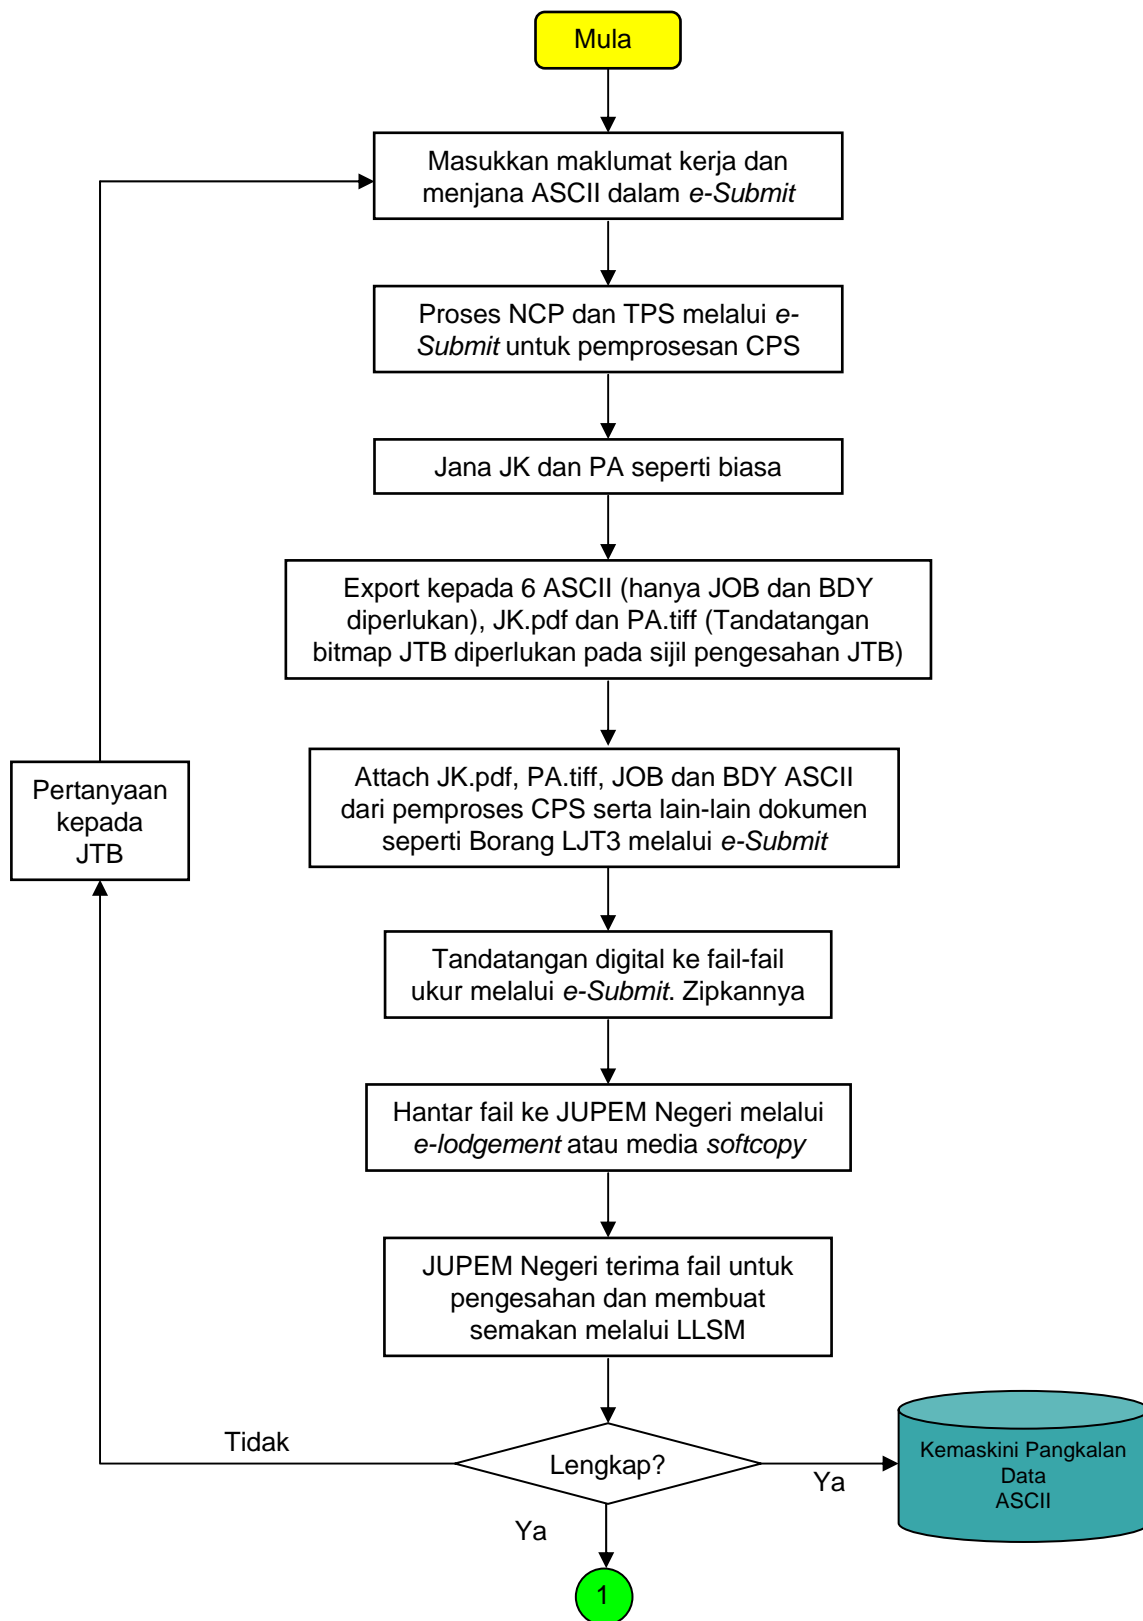 Mula
Masukkan maklumat kerja dan
menjana ASCII dalam e-Submit
Proses NCP dan TPS melalui e-
Submit untuk pemprosesan CPS
Jana JK dan PA seperti biasa
Export kepada 6 ASCII (hanya JOB dan BDY
diperlukan), JK.pdf dan PA.tiff (Tandatangan
bitmap JTB diperlukan pada sijil pengesahan JTB)
Attach JK.pdf, PA.tiff, JOB dan BDY ASCII
dari pemproses CPS serta lain-lain dokumen
seperti Borang LJT3 melalui e-Submit
Pertanyaan
kepada
JTB
Tandatangan digital ke fail-fail
ukur melalui e-Submit. Zipkannya
Hantar fail ke JUPEM Negeri melalui
e-lodgement atau media softcopy
JUPEM Negeri terima fail untuk
pengesahan dan membuat
semakan melalui LLSM
Tidak
Lengkap?
Ya
Kemaskini Pangkalan
Data
ASCII
Ya
1